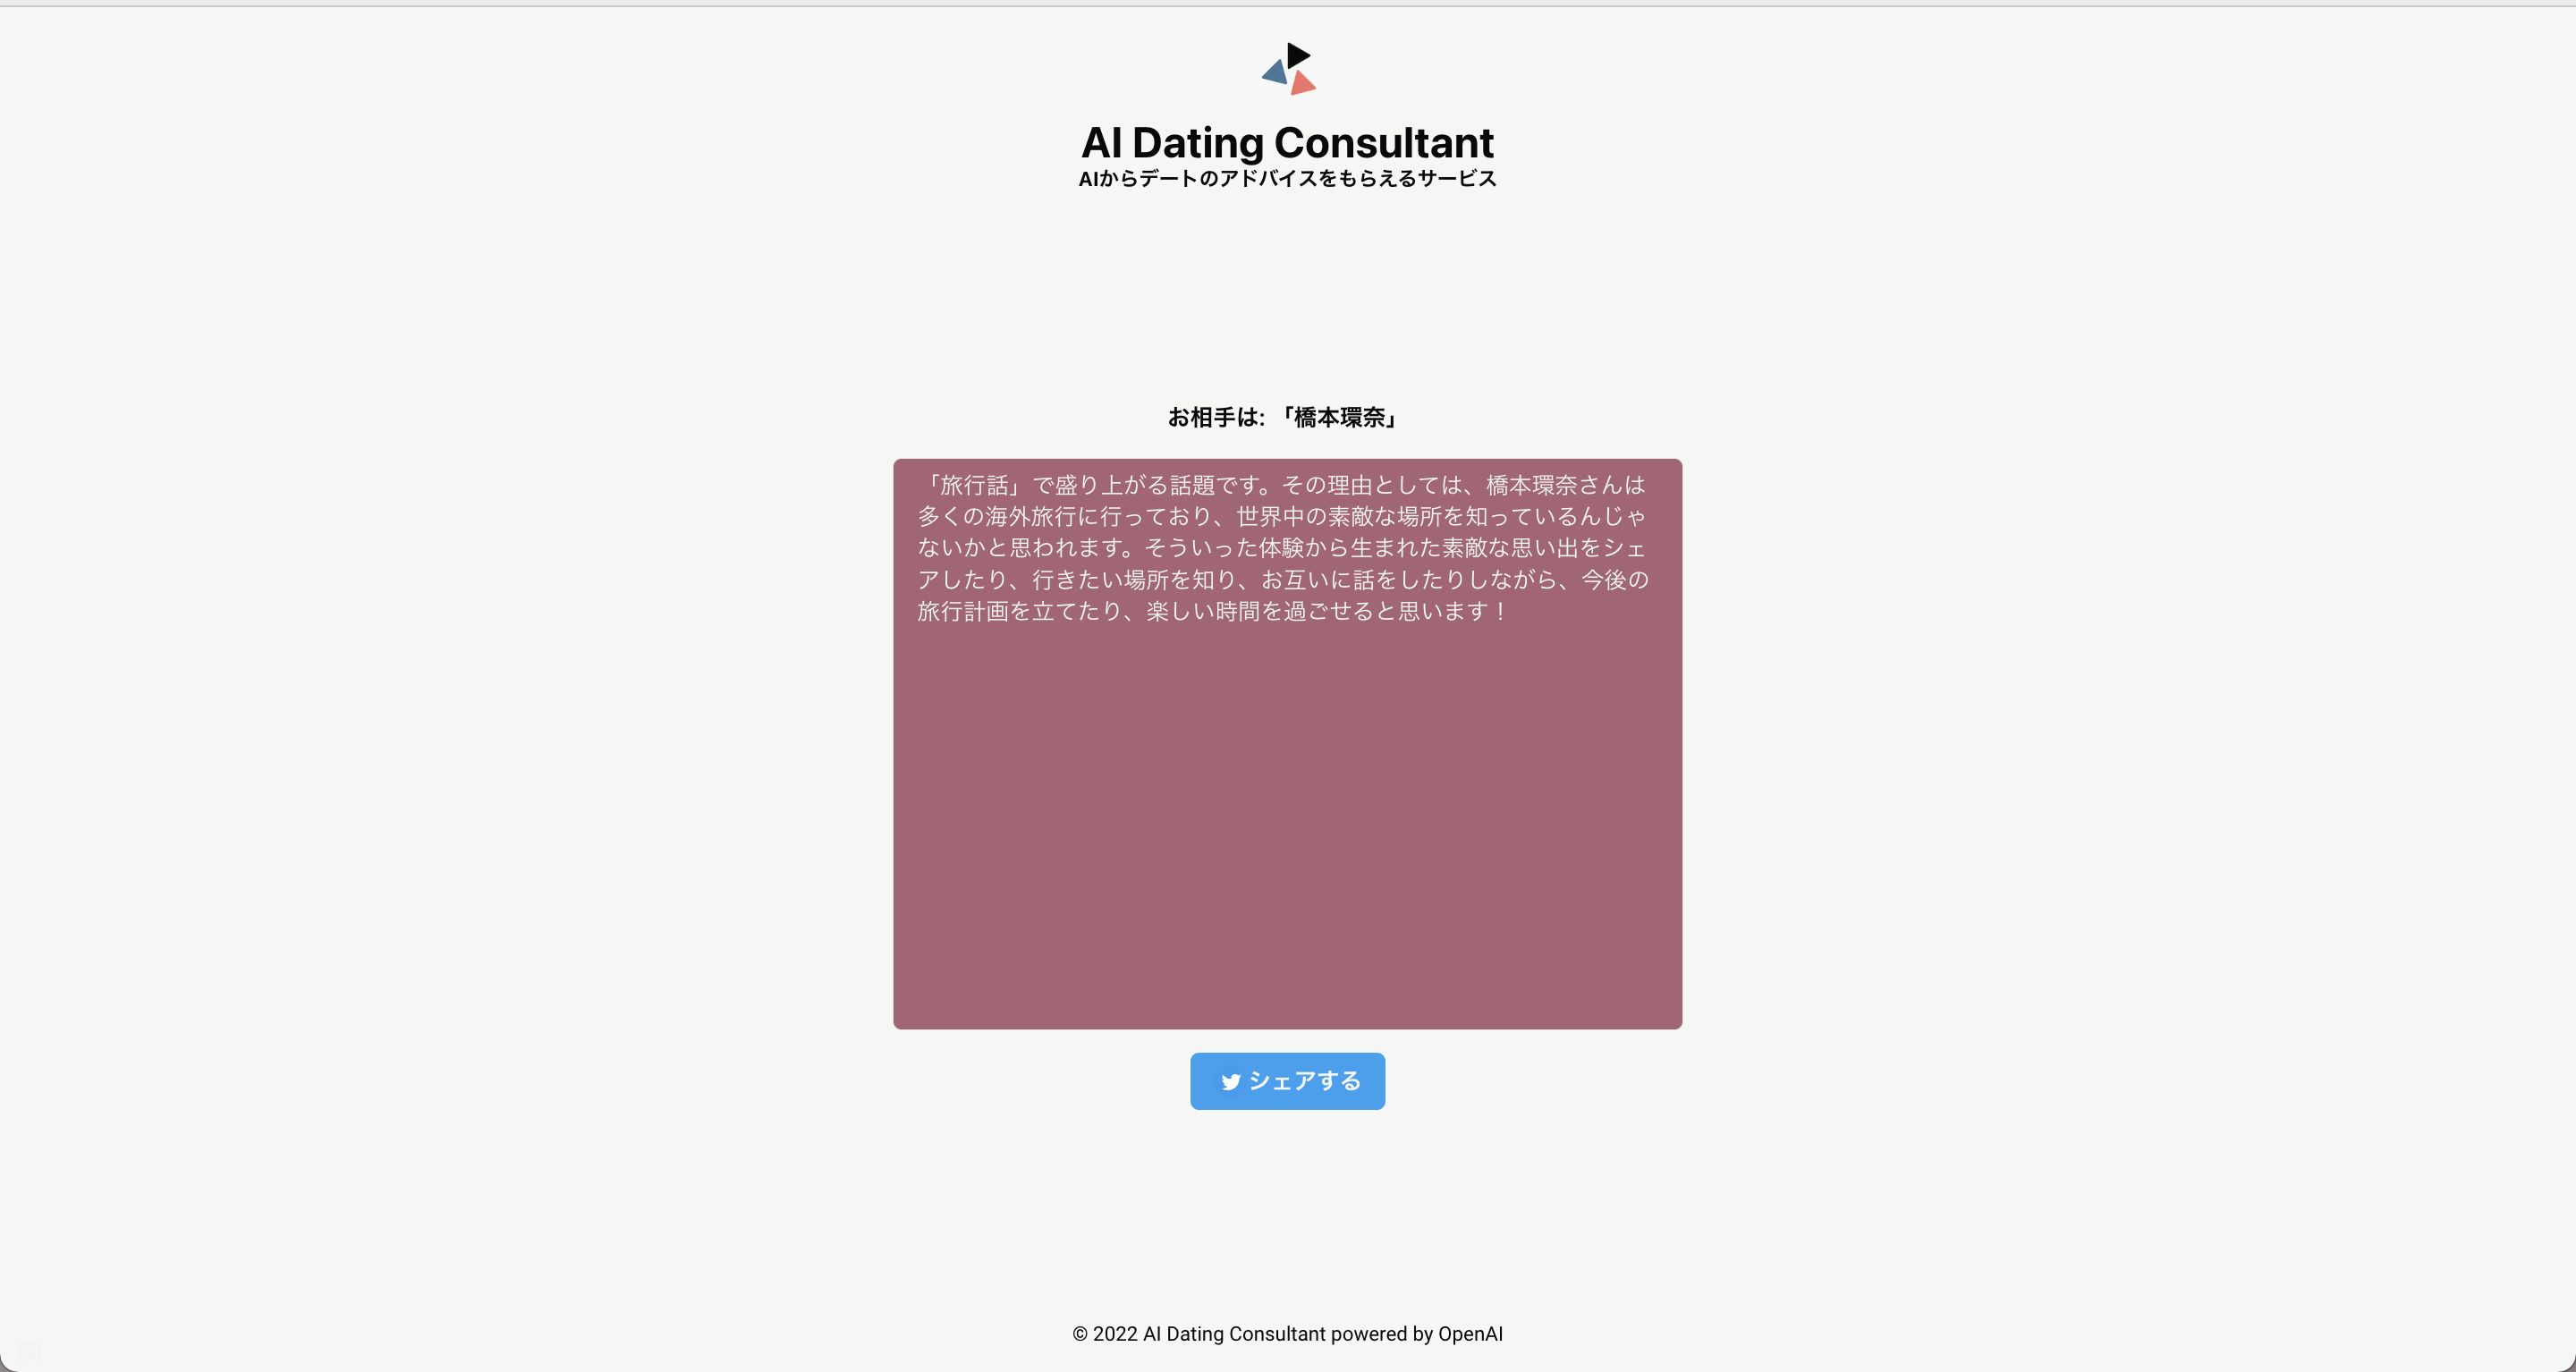 AI Dating Consultant
AIからデートのアドバイスをもらえるサービス
お相手は: 「橋本環奈」
「旅行話」で盛り上がる話題です。その理由としては、橋本環奈さんは
多くの海外旅行に行っており、世界中の素敵な場所を知っているんじゃ
ないかと思われます。そういった体験から生まれた素敵な思い出をシェ
アしたり、行きたい場所を知り、お互いに話をしたりしながら、今後の
旅行計画を立てたり、楽しい時間を過ごせると思います！
シェアする
© 2022 AI Dating Consultant powered by OpenAI